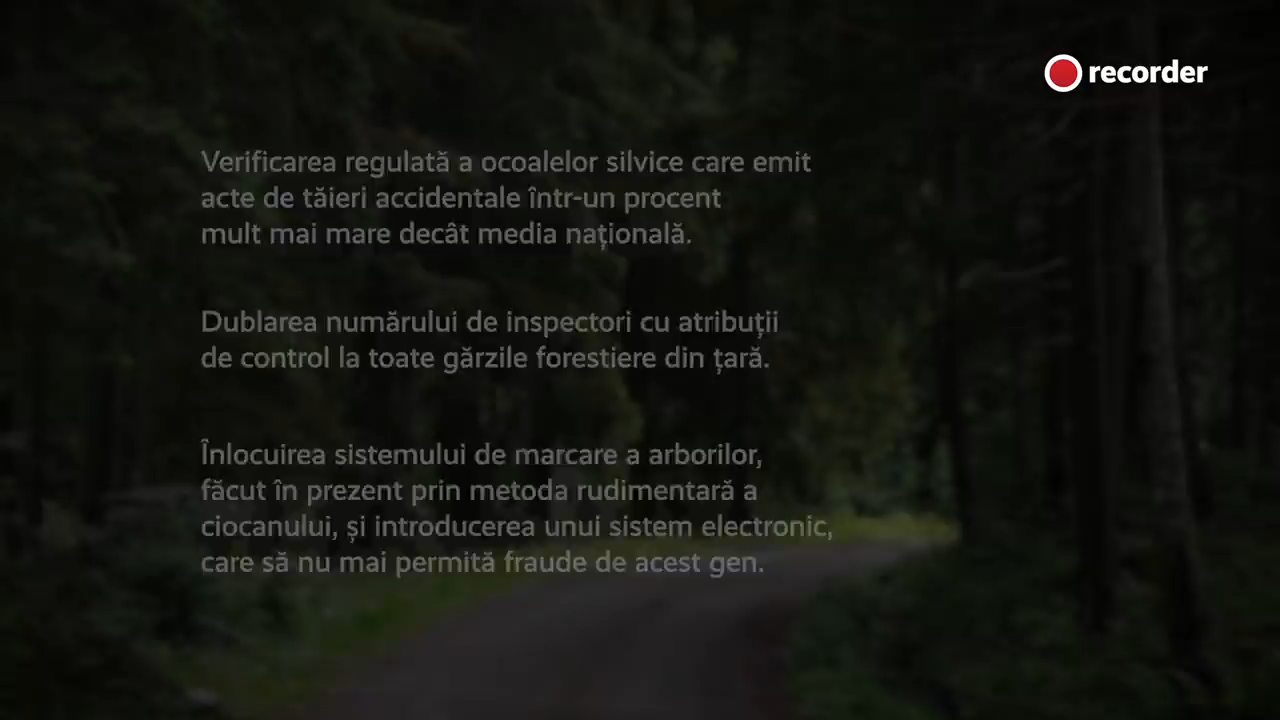 recorder
Verificarea regulată a ocoalelor silvice care emit
acte de tăieri accidentale într-un procent
mult mai mare decât media națională.
Dublarea numărului de inspectori cu atribuții
de control la toate gărzile forestiere din țară.
Înlocuirea sistemului de marcare a arborilor,
făcut în prezent prin metoda rudimentară a
ciocanului, și introducerea unui sistem electronic,
care să nu mai permită fraude de acest gen.